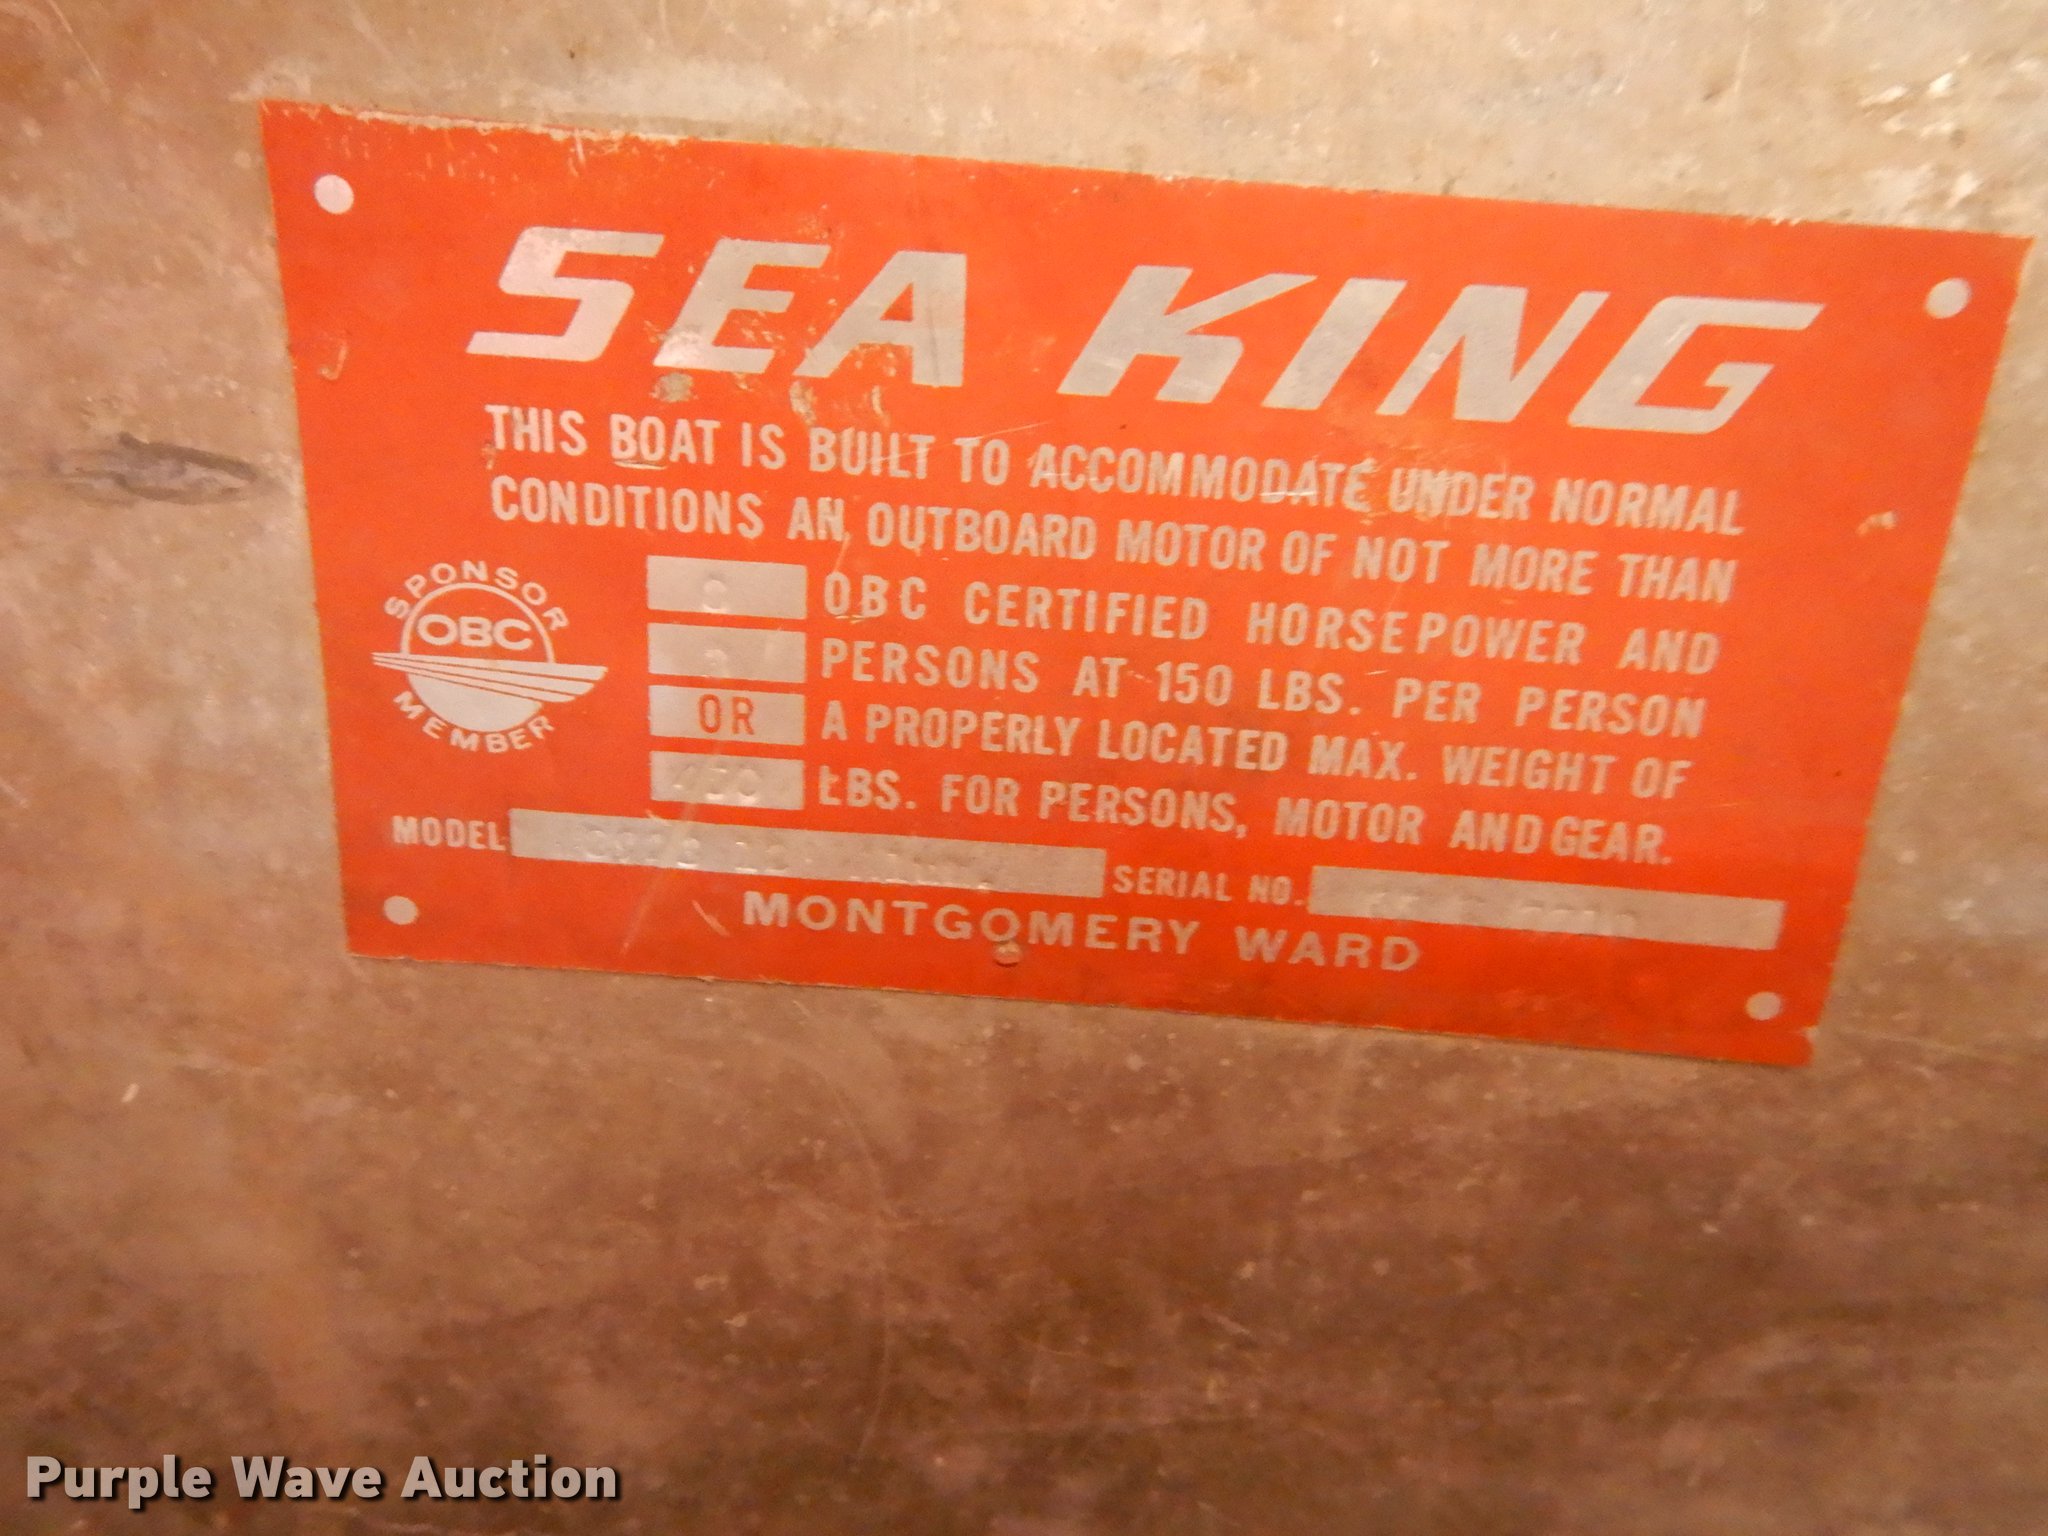 SEA KING
THIS BOAT IS BUILT TO ACCOMMODATE UNDER NORMAL
CONDITIONS AN OUTBOARD MOTOR OF NOT MORE THAN
OBC CERTIFIED HORSEPOWER AND
PERSONS AT 150 LBS. PER PERSON
OR A PROPERLY LOCATED MAX. WEIGHT OF
450 LBS. FOR PERSONS, MOTOR AND GEAR.
SPONSOR
OBC
MEMBER
MODEL SERIAL NO.
MONTGOMERY WARD
Purple Wave Auction